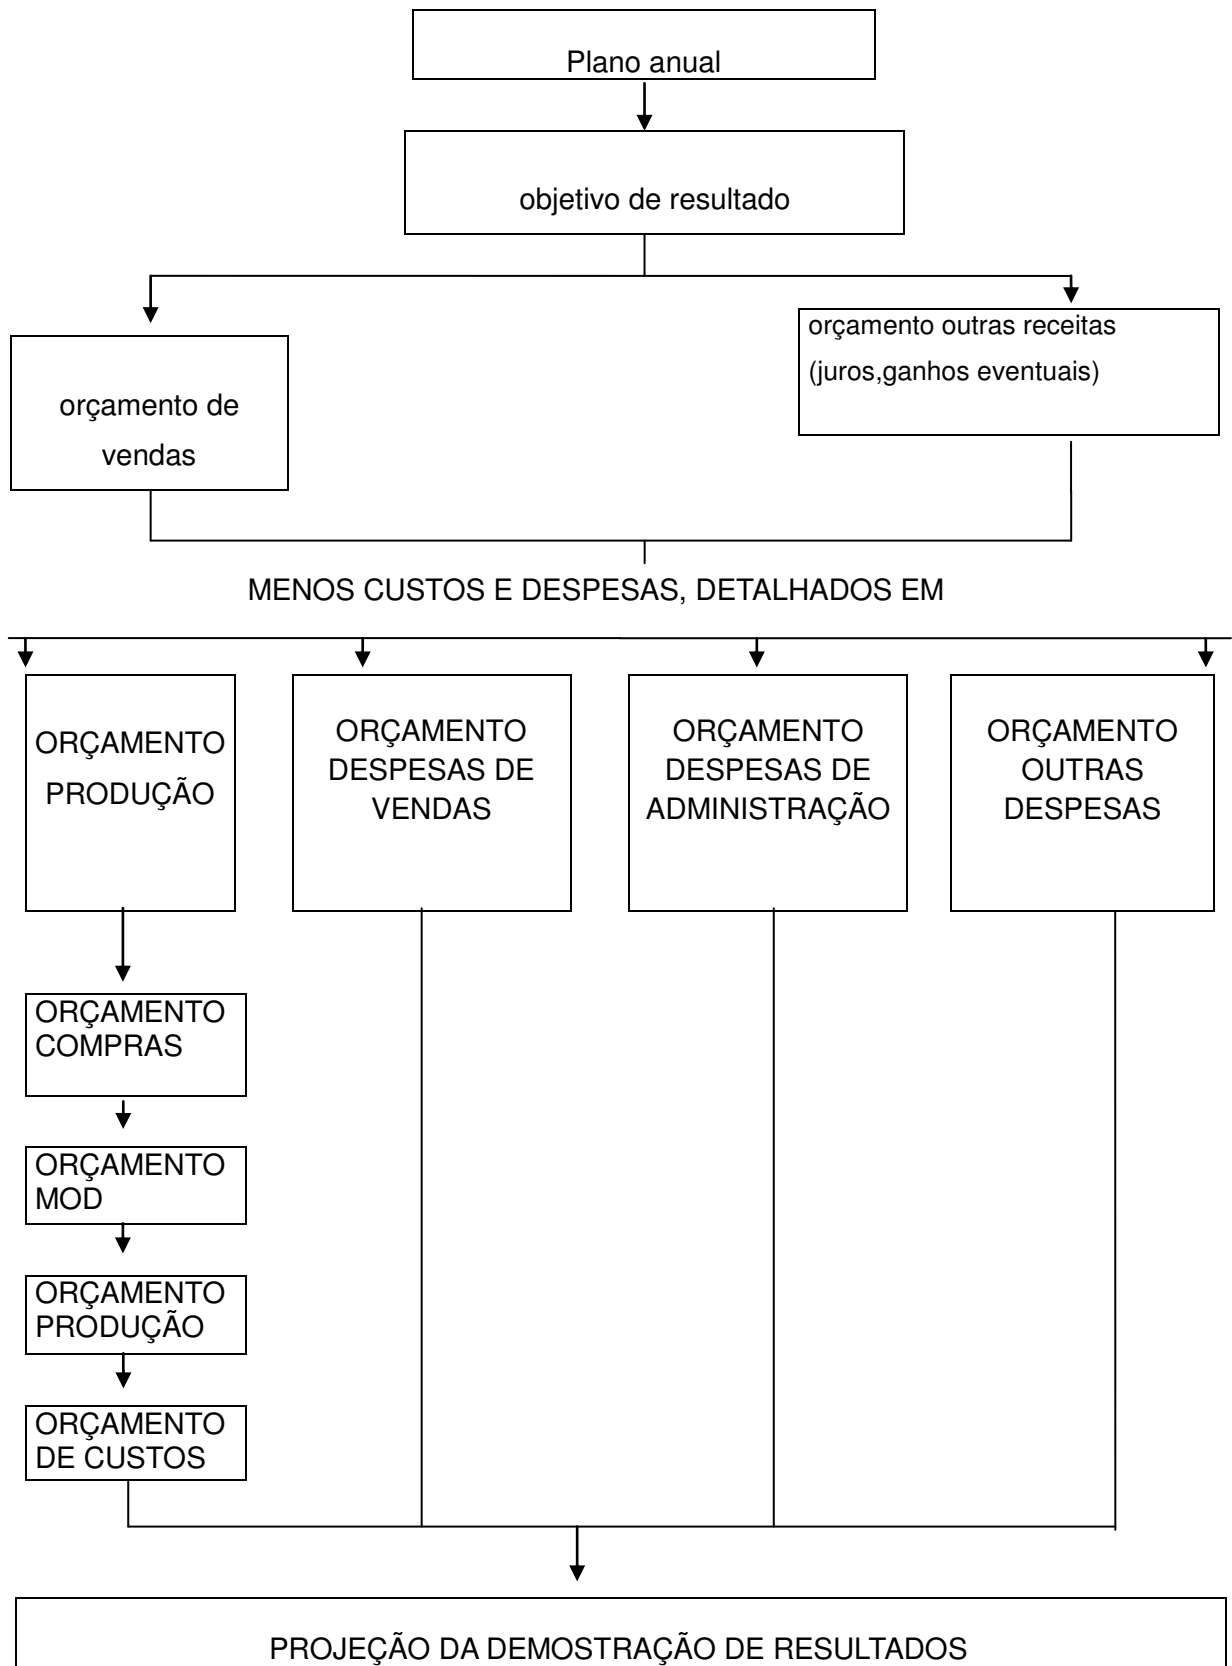 Plano anual
objetivo de resultado
orçamento de
vendas
orçamento outras receitas
(juros,ganhos eventuais)
MENOS CUSTOS E DESPESAS, DETALHADOS EM
ORÇAMENTO
PRODUÇÃO
ORÇAMENTO
DESPESAS DE
VENDAS
ORÇAMENTO
DESPESAS DE
ADMINISTRAÇÃO
ORÇAMENTO
OUTRAS
DESPESAS
ORÇAMENTO
COMPRAS
ORÇAMENTO
MOD
ORÇAMENTO
PRODUÇÃO
ORÇAMENTO
DE CUSTOS
PROJEÇÃO DA DEMOSTRAÇÃO DE RESULTADOS